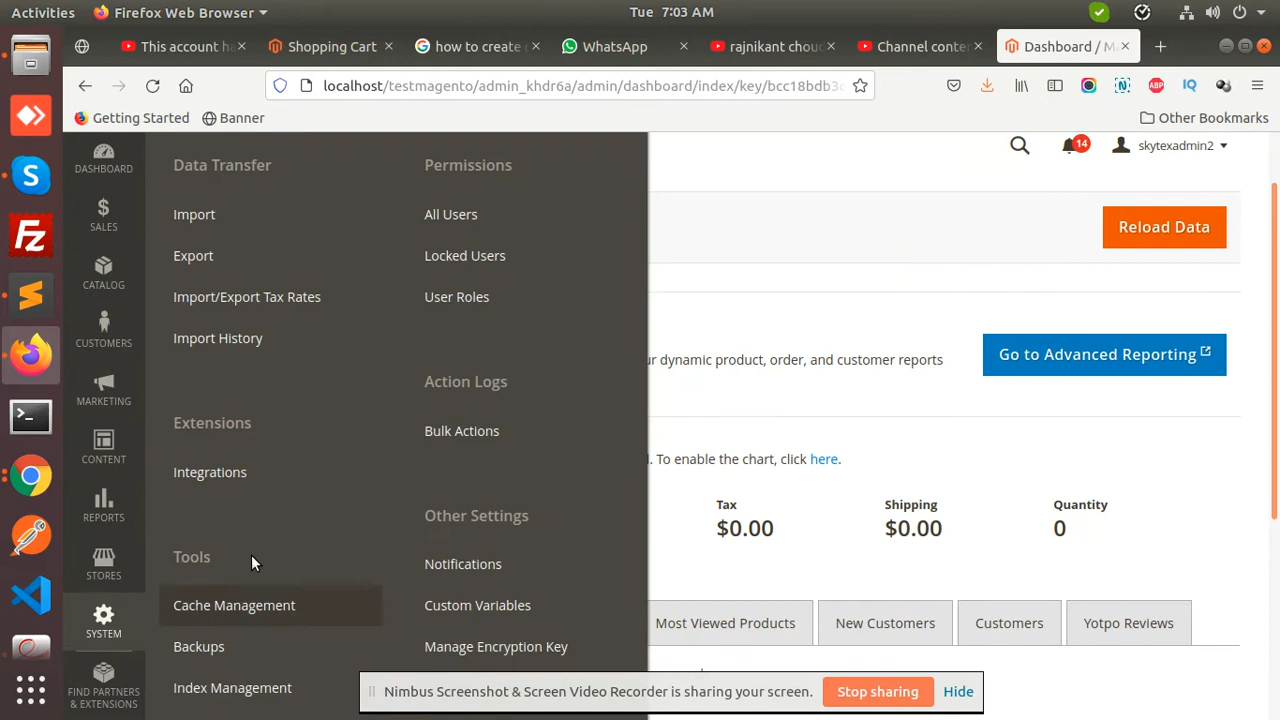 Activities
Firefox Web Browser
Tue 7:03 AM
This account ha
Shopping Cart
how to create
WhatsApp
rajnikant chou
Channel conte
Dashboard / M
localhost/testmagento/admin_khdr6a/admin/dashboard/index/key/bcc18bdb3
Getting Started
Banner
Other Bookmarks
ABP
IQ
DASHBOARD
SALES
CATALOG
CUSTOMERS
MARKETING
CONTENT
REPORTS
STORES
SYSTEM
FIND PARTNERS
& EXTENSIONS
Data Transfer
Import
Export
Import/Export Tax Rates
Import History
Extensions
Integrations
Tools
Cache Management
Backups
Index Management
Permissions
All Users
Locked Users
User Roles
Action Logs
Bulk Actions
Other Settings
Notifications
Custom Variables
Manage Encryption Key
14
skytexadmin2
Reload Data
ur dynamic product, order, and customer reports
Go to Advanced Reporting
. To enable the chart, click here.
Tax
$0.00
Shipping
$0.00
Quantity
0
Most Viewed Products
New Customers
Customers
Yotpo Reviews
Nimbus Screenshot & Screen Video Recorder is sharing your screen.
Stop sharing
Hide